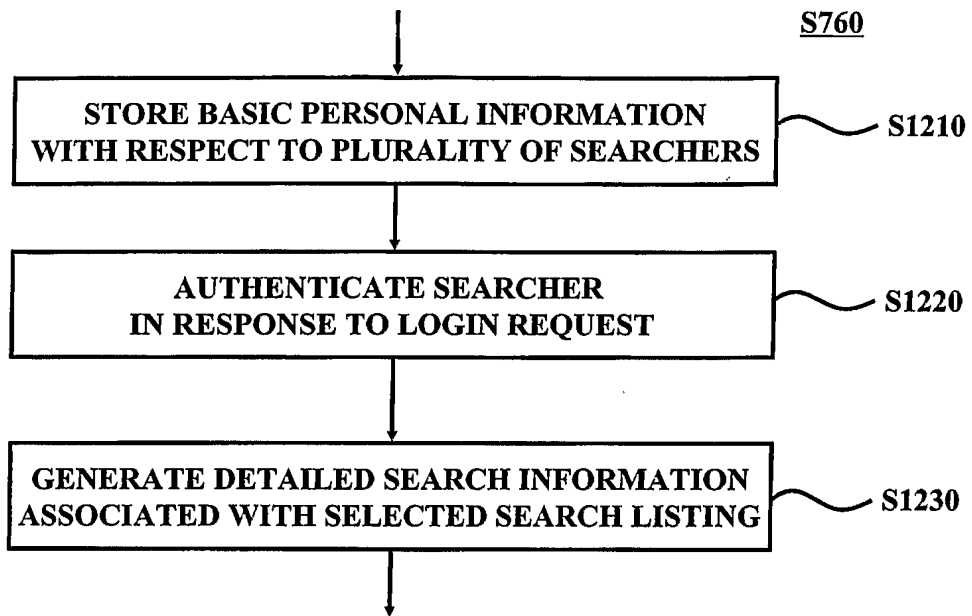 S760
STORE BASIC PERSONAL INFORMATION
WITH RESPECT TO PLURALITY OF SEARCHERS
S1210
AUTHENTICATE SEARCHER
IN RESPONSE TO LOGIN REQUEST
S1220
GENERATE DETAILED SEARCH INFORMATION
ASSOCIATED WITH SELECTED SEARCH LISTING
S1230